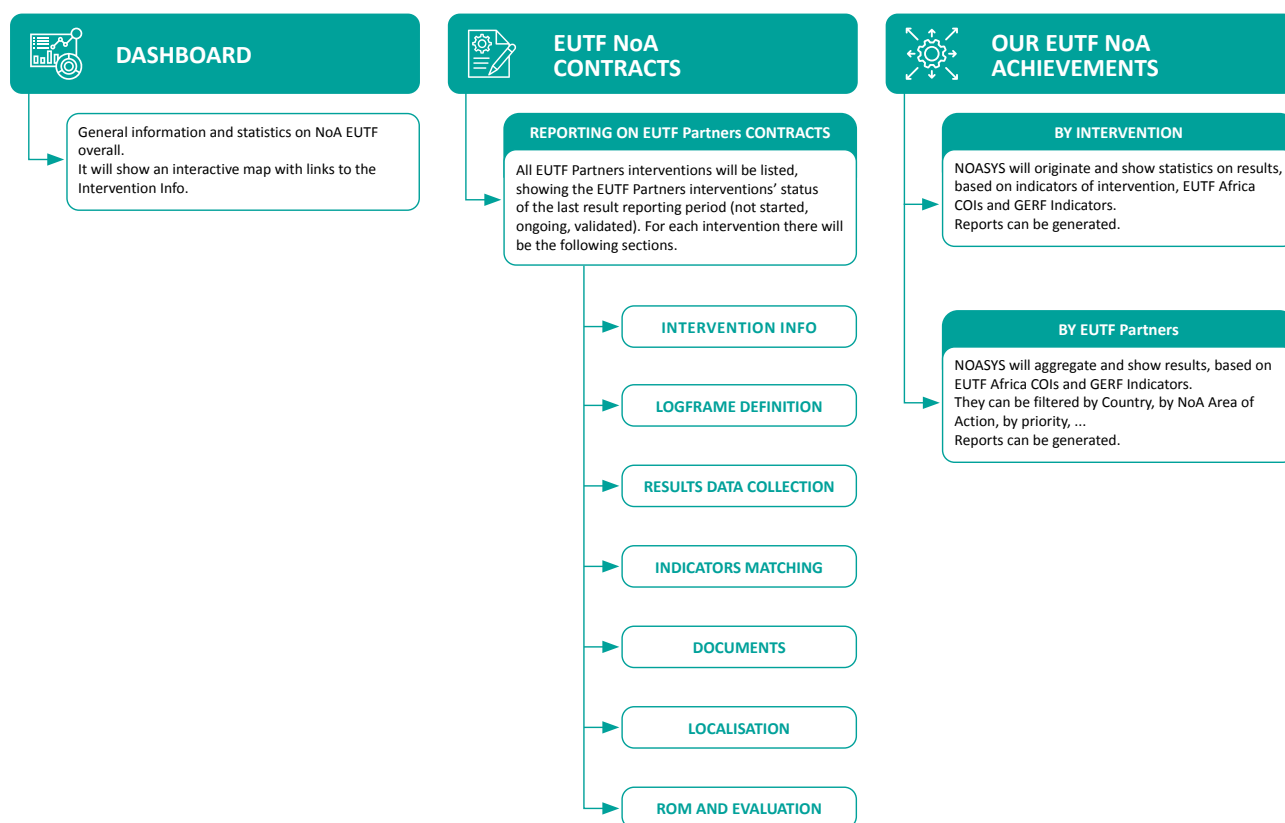 DASHBOARD
General information and statistics on NoA EUTF
overall.
It will show an interactive map with links to the
Intervention Info.
EUTF NoA
CONTRACTS
REPORTING ON EUTF Partners CONTRACTS
All EUTF Partners interventions will be listed,
showing the EUTF Partners interventions’ status
of the last result reporting period (not started,
ongoing, validated). For each intervention there will
be the following sections.
INTERVENTION INFO
LOGFRAME DEFINITION
RESULTS DATA COLLECTION
INDICATORS MATCHING
DOCUMENTS
LOCALISATION
ROM AND EVALUATION
OUR EUTF NoA
ACHIEVEMENTS
BY INTERVENTION
NOASYS will originate and show statistics on results,
based on indicators of intervention, EUTF Africa
COIs and GERF Indicators.
Reports can be generated.
BY EUTF Partners
NOASYS will aggregate and show results, based on
EUTF Africa COIs and GERF Indicators.
They can be filtered by Country, by NoA Area of
Action, by priority, ...
Reports can be generated.